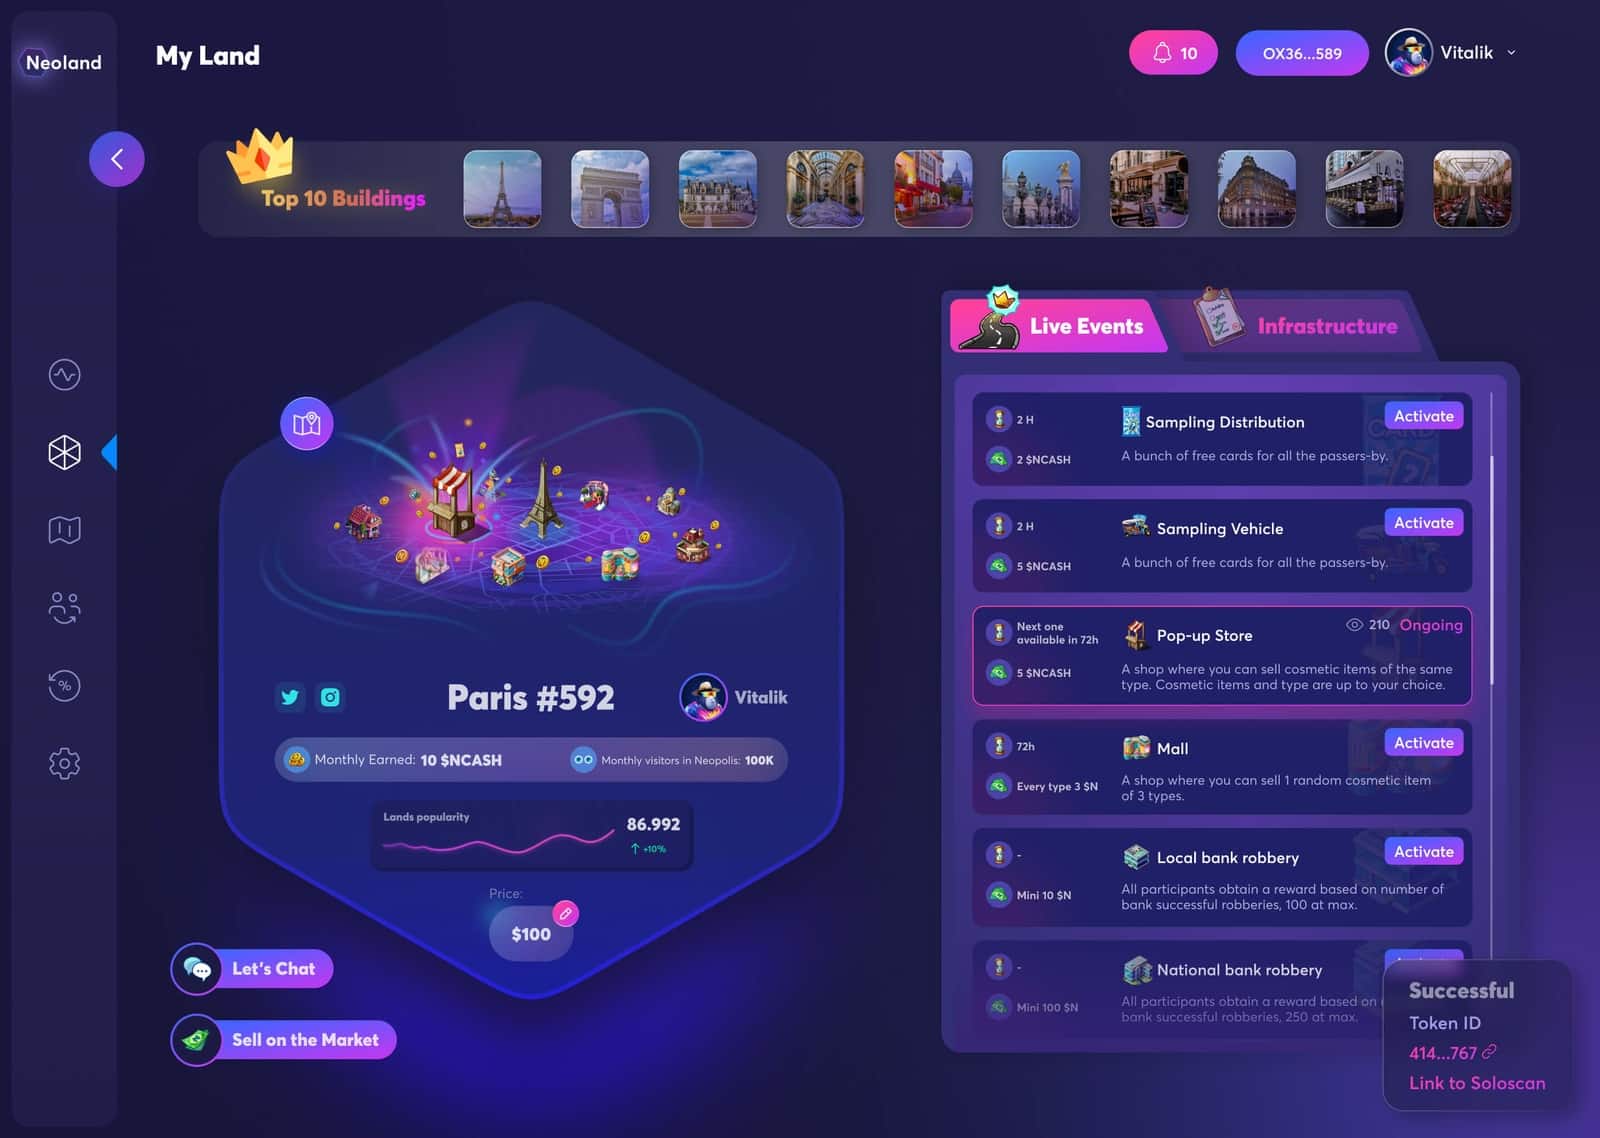 Neoland
My Land
10
OX36...589
Vitalik
Top 10 Buildings
Live Events
Infrastructure
2 H
Sampling Distribution
Activate
2 $NCASH
A bunch of free cards for all the passers-by.
2 H
Sampling Vehicle
Activate
5 $NCASH
A bunch of free cards for all the passers-by.
Next one
available in 72h
Pop-up Store
210 Ongoing
5 $NCASH
A shop where you can sell cosmetic items of the same
type. Cosmetic items and type are up to your choice.
72h
Mall
Activate
Every type 3 $N
A shop where you can sell 1 random cosmetic item
of 3 types.
-
Local bank robbery
Activate
Mini 10 $N
All participants obtain a reward based on number of
bank successful robberies, 100 at max.
-
National bank robbery
Mini 100 $N
All participants obtain a reward based on
bank successful robberies, 250 at max.
Paris #592
Vitalik
Monthly Earned: 10 $NCASH
Monthly visitors in Neopolis: 100K
Lands popularity
86.992
+10%
Price:
$100
Let's Chat
Sell on the Market
Successful
Token ID
414...767
Link to Soloscan